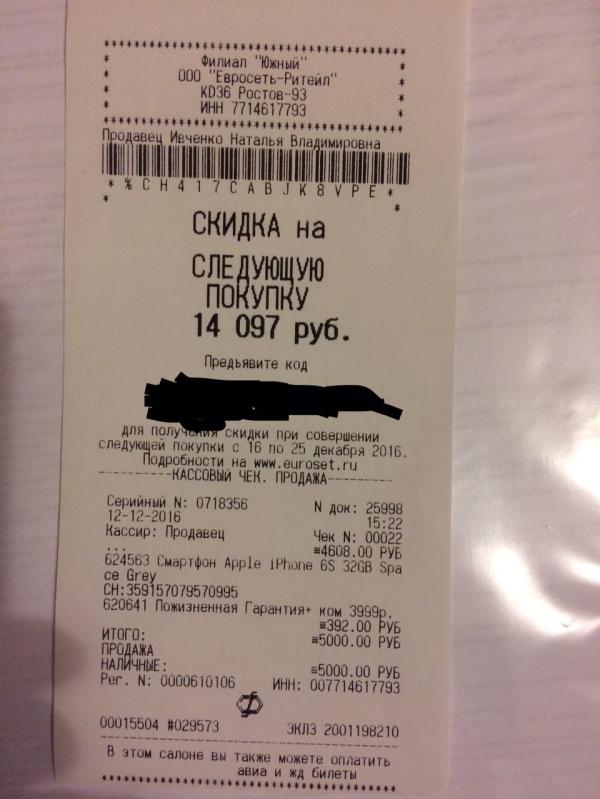 ****************************************
* Филиал "Южный" *
* ООО "Евросеть-Ритейл" *
* KD36 Ростов-93 *
* ИНН 7714617793 *
****************************************
Продавец Ивченко Наталья Владимировна
*%CH417CABJK8VPE*
* *
СКИДКА на
СЛЕДУЮЩУЮ
ПОКУПКУ
14 097 руб.
Предьявите код
для получения скидки при совершении
следующей покупки с 16 по 25 декабря 2016.
Подробности на www.euroset.ru
----------КАССОВЫЙ ЧЕК. ПРОДАЖА----------
Серийный N: 0718356 N док: 25998
12-12-2016 15:22
Кассир: Продавец Чек N: 00022
... ≡4608.00 РУБ
624563 Смартфон Apple iPhone 6S 32GB Spa
ce Grey
СН:359157079570995
620641 Пожизненная Гарантия+ ком 3999р.
≡392.00 РУБ
ИТОГО: ≡5000.00 РУБ
ПРОДАЖА
НАЛИЧНЫЕ: ≡5000.00 РУБ
Рег. N: 0000610106 ИНН: 007714617793
00015504 #029573 ЭКЛЗ 2001198210
----------------------------------------
В этом салоне вы также можете оплатить
авиа и жд билеты
****************************************